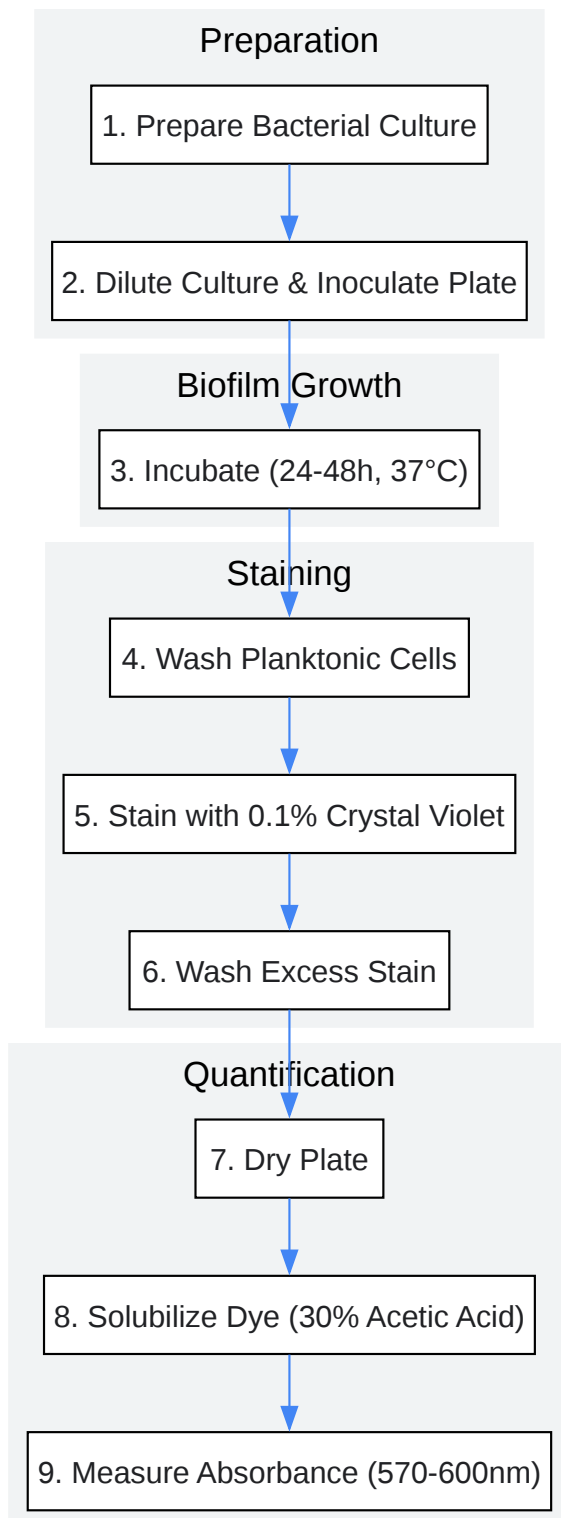 Preparation
1. Prepare Bacterial Culture
2. Dilute Culture & Inoculate Plate
Biofilm Growth
3. Incubate (24-48h, 37°C)
Staining
4. Wash Planktonic Cells
5. Stain with 0.1% Crystal Violet
6. Wash Excess Stain
Quantification
7. Dry Plate
8. Solubilize Dye (30% Acetic Acid)
9. Measure Absorbance (570-600nm)